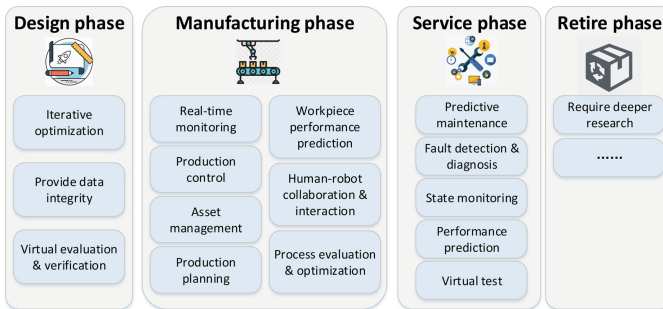 Design phase
Iterative
optimization
Provide data
integrity
Virtual evaluation
& verification
Manufacturing phase
Real-time
monitoring
Production
control
Asset
management
Production
planning
Workpiece
performance
prediction
Human-robot
collaboration &
interaction
Process evaluation
& optimization
Service phase
Predictive
maintenance
Fault detection &
diagnosis
State monitoring
Performance
prediction
Virtual test
Retire phase
Require deeper
research
......